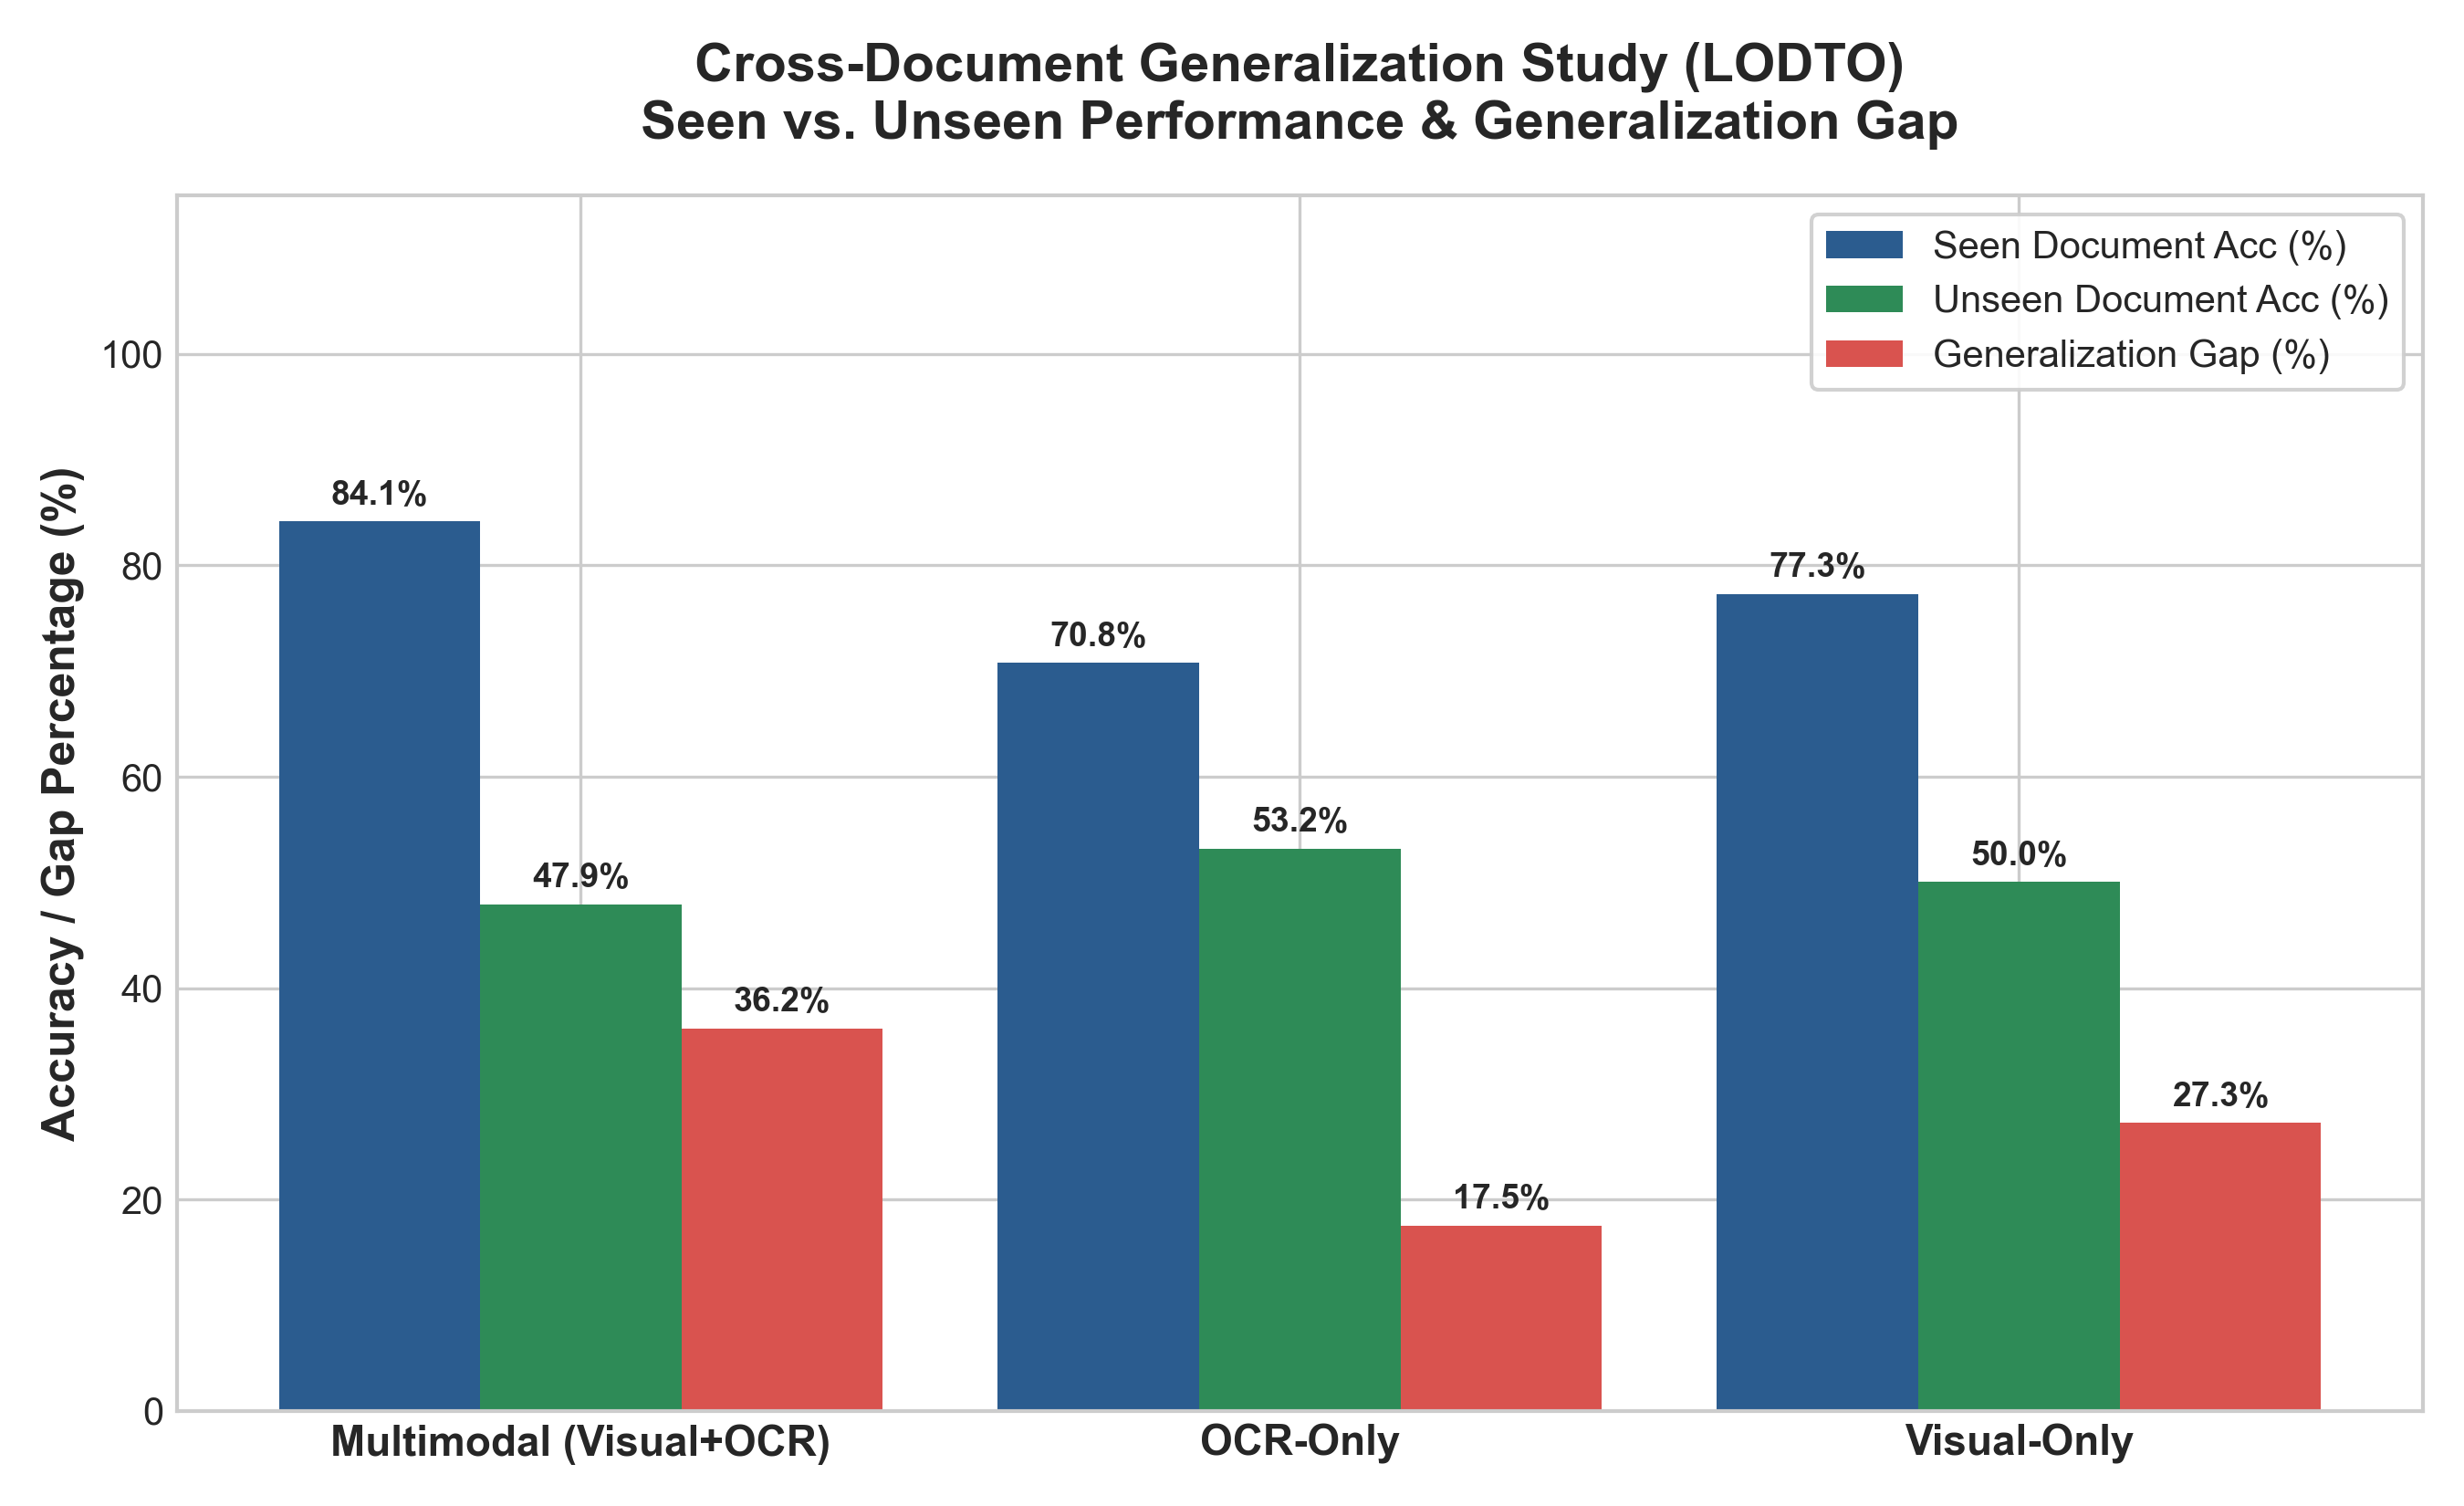 Cross-Document Generalization Study (LODTO)
Seen vs. Unseen Performance & Generalization Gap
Seen Document Acc (%)
Unseen Document Acc (%)
Generalization Gap (%)
Accuracy / Gap Percentage (%)
100
80
60
40
20
0
84.1%
47.9%
36.2%
70.8%
53.2%
17.5%
77.3%
50.0%
27.3%
Multimodal (Visual+OCR)
OCR-Only
Visual-Only